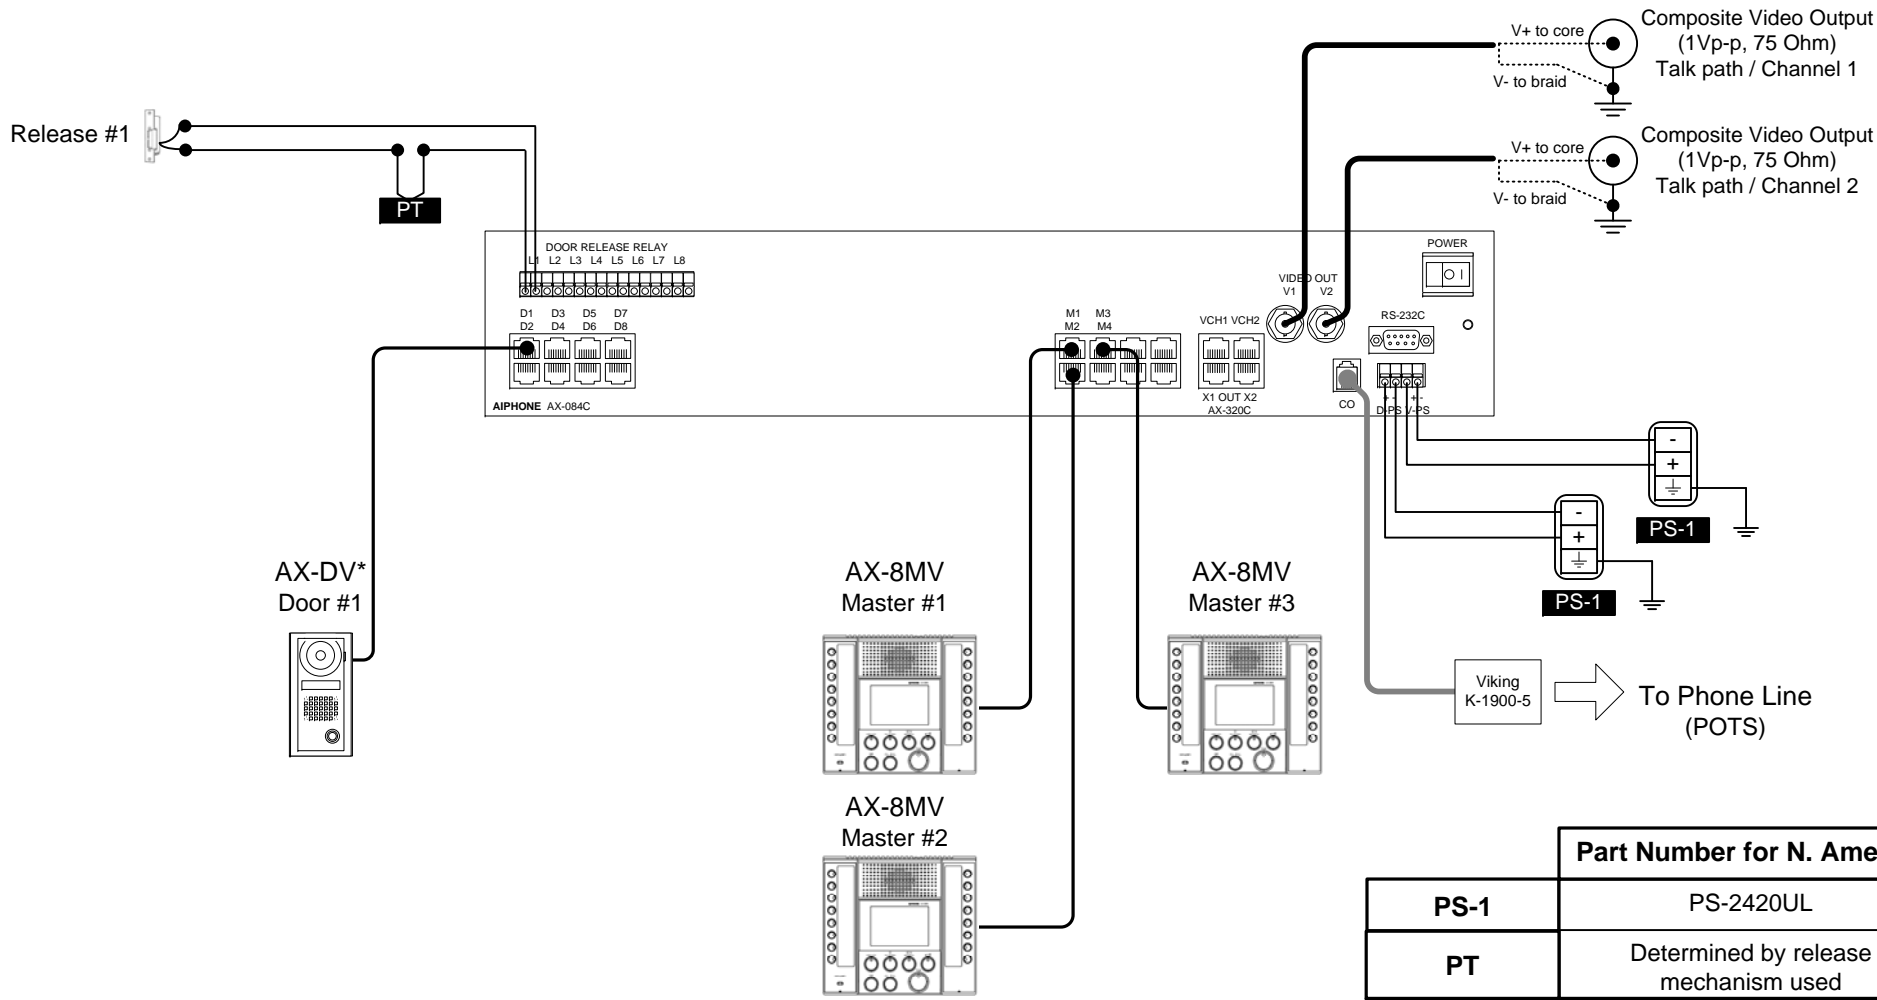 Composite Video Output
(1Vp-p, 75 Ohm)
Talk path / Channel 1
V+ to core
V- to braid
Release #1
PT
Composite Video Output
(1Vp-p, 75 Ohm)
Talk path / Channel 2
V+ to core
V- to braid
DOOR RELEASE RELAY
L1 L2 L3 L4 L5 L6 L7 L8
POWER
VIDEO OUT
V1 V2
D1 D3 D5 D7
D2 D4 D6 D8
M1 M3
M2 M4
VCH1 VCH2
RS-232C
X1 OUT X2
AX-320C
CO
+ - + -
D-PS V-PS
AIPHONE AX-084C
-
+
PS-1
-
+
PS-1
AX-DV*
Door #1
AX-8MV
Master #1
AX-8MV
Master #3
Viking
K-1900-5
To Phone Line
(POTS)
AX-8MV
Master #2
Part Number for N. Ame
PS-1 PS-2420UL
PT Determined by release
mechanism used